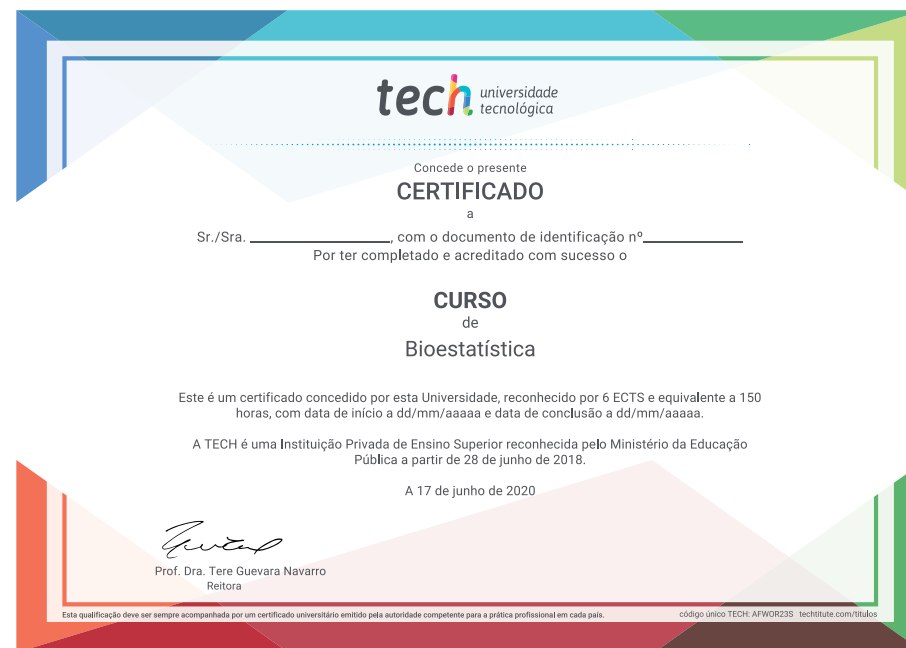 tech universidade
tecnológica
Concede o presente
CERTIFICADO
a
Sr./Sra. ____________________, com o documento de identificação nº______________
Por ter completado e acreditado com sucesso o
CURSO
de
Bioestatística
Este é um certificado concedido por esta Universidade, reconhecido por 6 ECTS e equivalente a 150
horas, com data de início a dd/mm/aaaaa e data de conclusão a dd/mm/aaaaa.
A TECH é uma Instituição Privada de Ensino Superior reconhecida pelo Ministério da Educação
Pública a partir de 28 de junho de 2018.
A 17 de junho de 2020
Prof. Dra. Tere Guevara Navarro
Reitora
Esta qualificação deve ser sempre acompanhada por um certificado universitário emitido pela autoridade competente para a prática profissional em cada país.
código único TECH: AFWOR23S techtitute.com/titulos